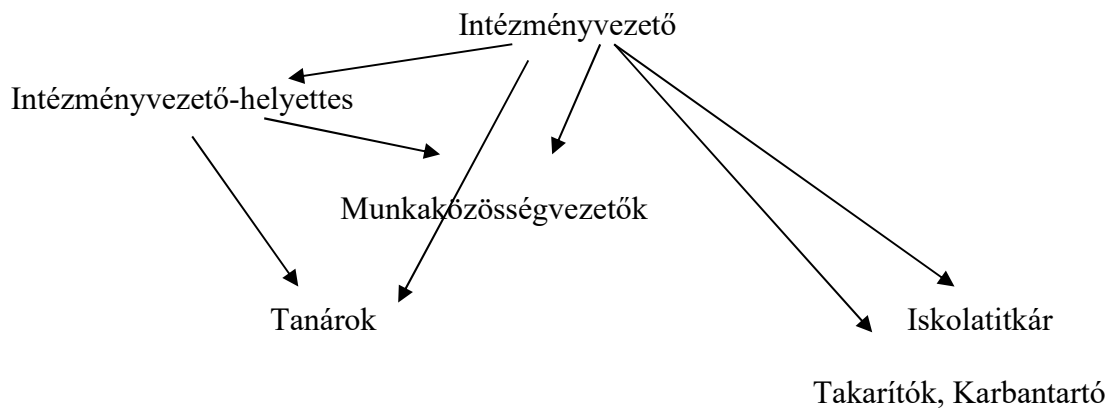 Intézményvezető
Intézményvezető-helyettes
Munkaközösségvezetők
Tanárok
Iskolatitkár
Takarítók, Karbantartó